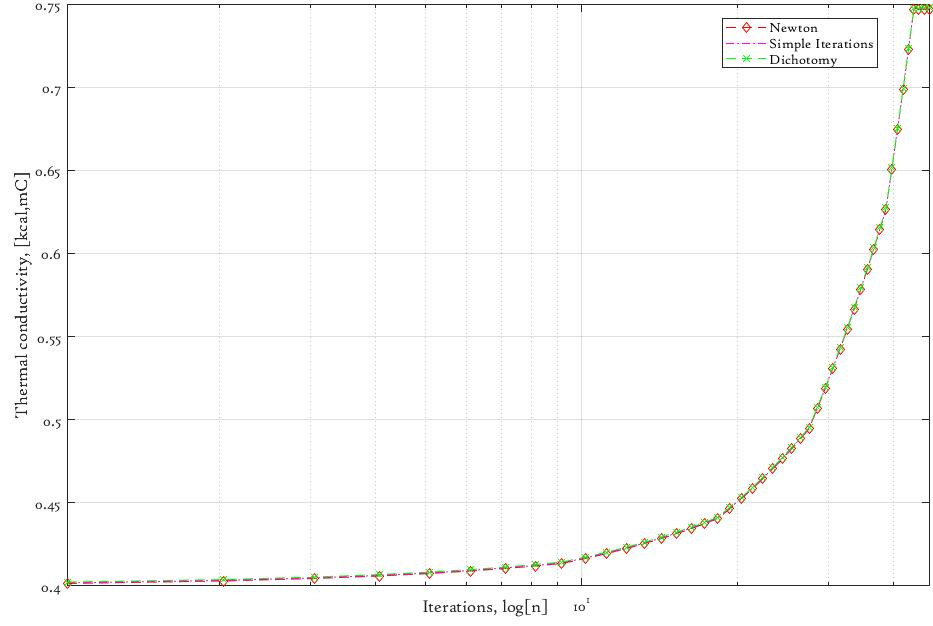 0.75
0.7
0.65
0.6
0.55
0.5
0.45
0.4
Thermal conductivity, [kcal,mC]
Newton
Simple Iterations
Dichotomy
Iterations, log[n]
10¹